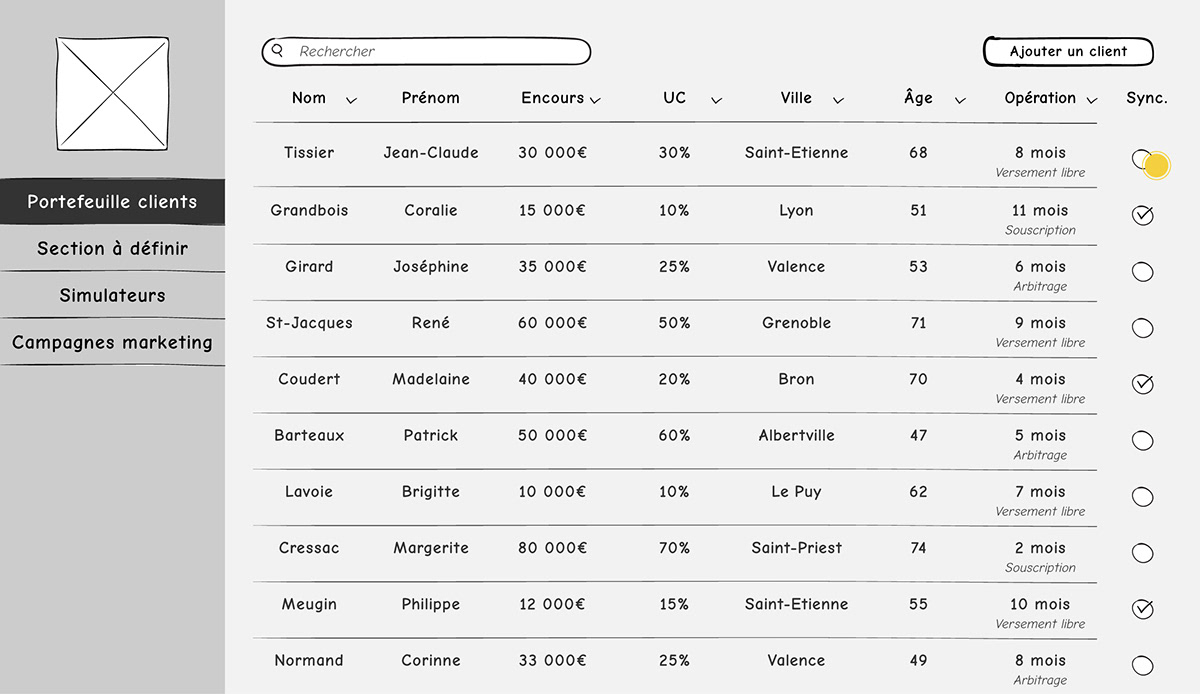 Rechercher
Ajouter un client
Nom Prénom Encours UC Ville Âge Opération Sync.
Tissier Jean-Claude 30 000€ 30% Saint-Etienne 68 8 mois
Versement libre
Grandbois Coralie 15 000€ 10% Lyon 51 11 mois
Souscription
Girard Joséphine 35 000€ 25% Valence 53 6 mois
Arbitrage
St-Jacques René 60 000€ 50% Grenoble 71 9 mois
Versement libre
Coudert Madelaine 40 000€ 20% Bron 70 4 mois
Versement libre
Barteaux Patrick 50 000€ 60% Albertville 47 5 mois
Arbitrage
Lavoie Brigitte 10 000€ 10% Le Puy 62 7 mois
Versement libre
Cressac Margerite 80 000€ 70% Saint-Priest 74 2 mois
Souscription
Meugin Philippe 12 000€ 15% Saint-Etienne 55 10 mois
Versement libre
Normand Corinne 33 000€ 25% Valence 49 8 mois
Arbitrage
Portefeuille clients
Section à définir
Simulateurs
Campagnes marketing